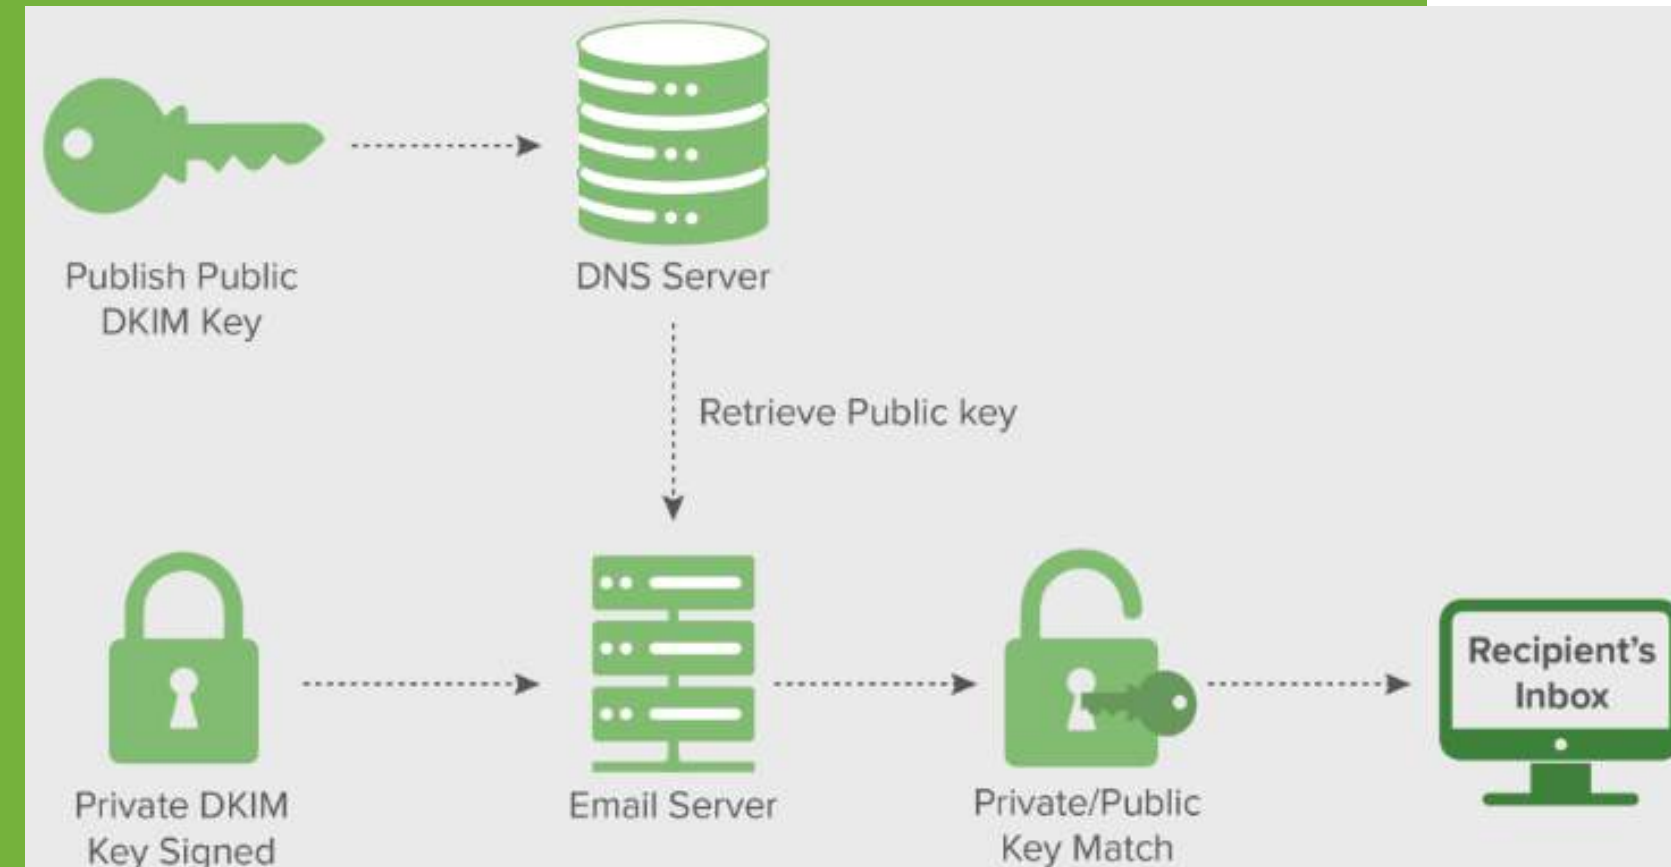 Publish Public
DKIM Key
DNS Server
Retrieve Public key
Private DKIM
Key Signed
Email Server
Private/Public
Key Match
Recipient's
Inbox